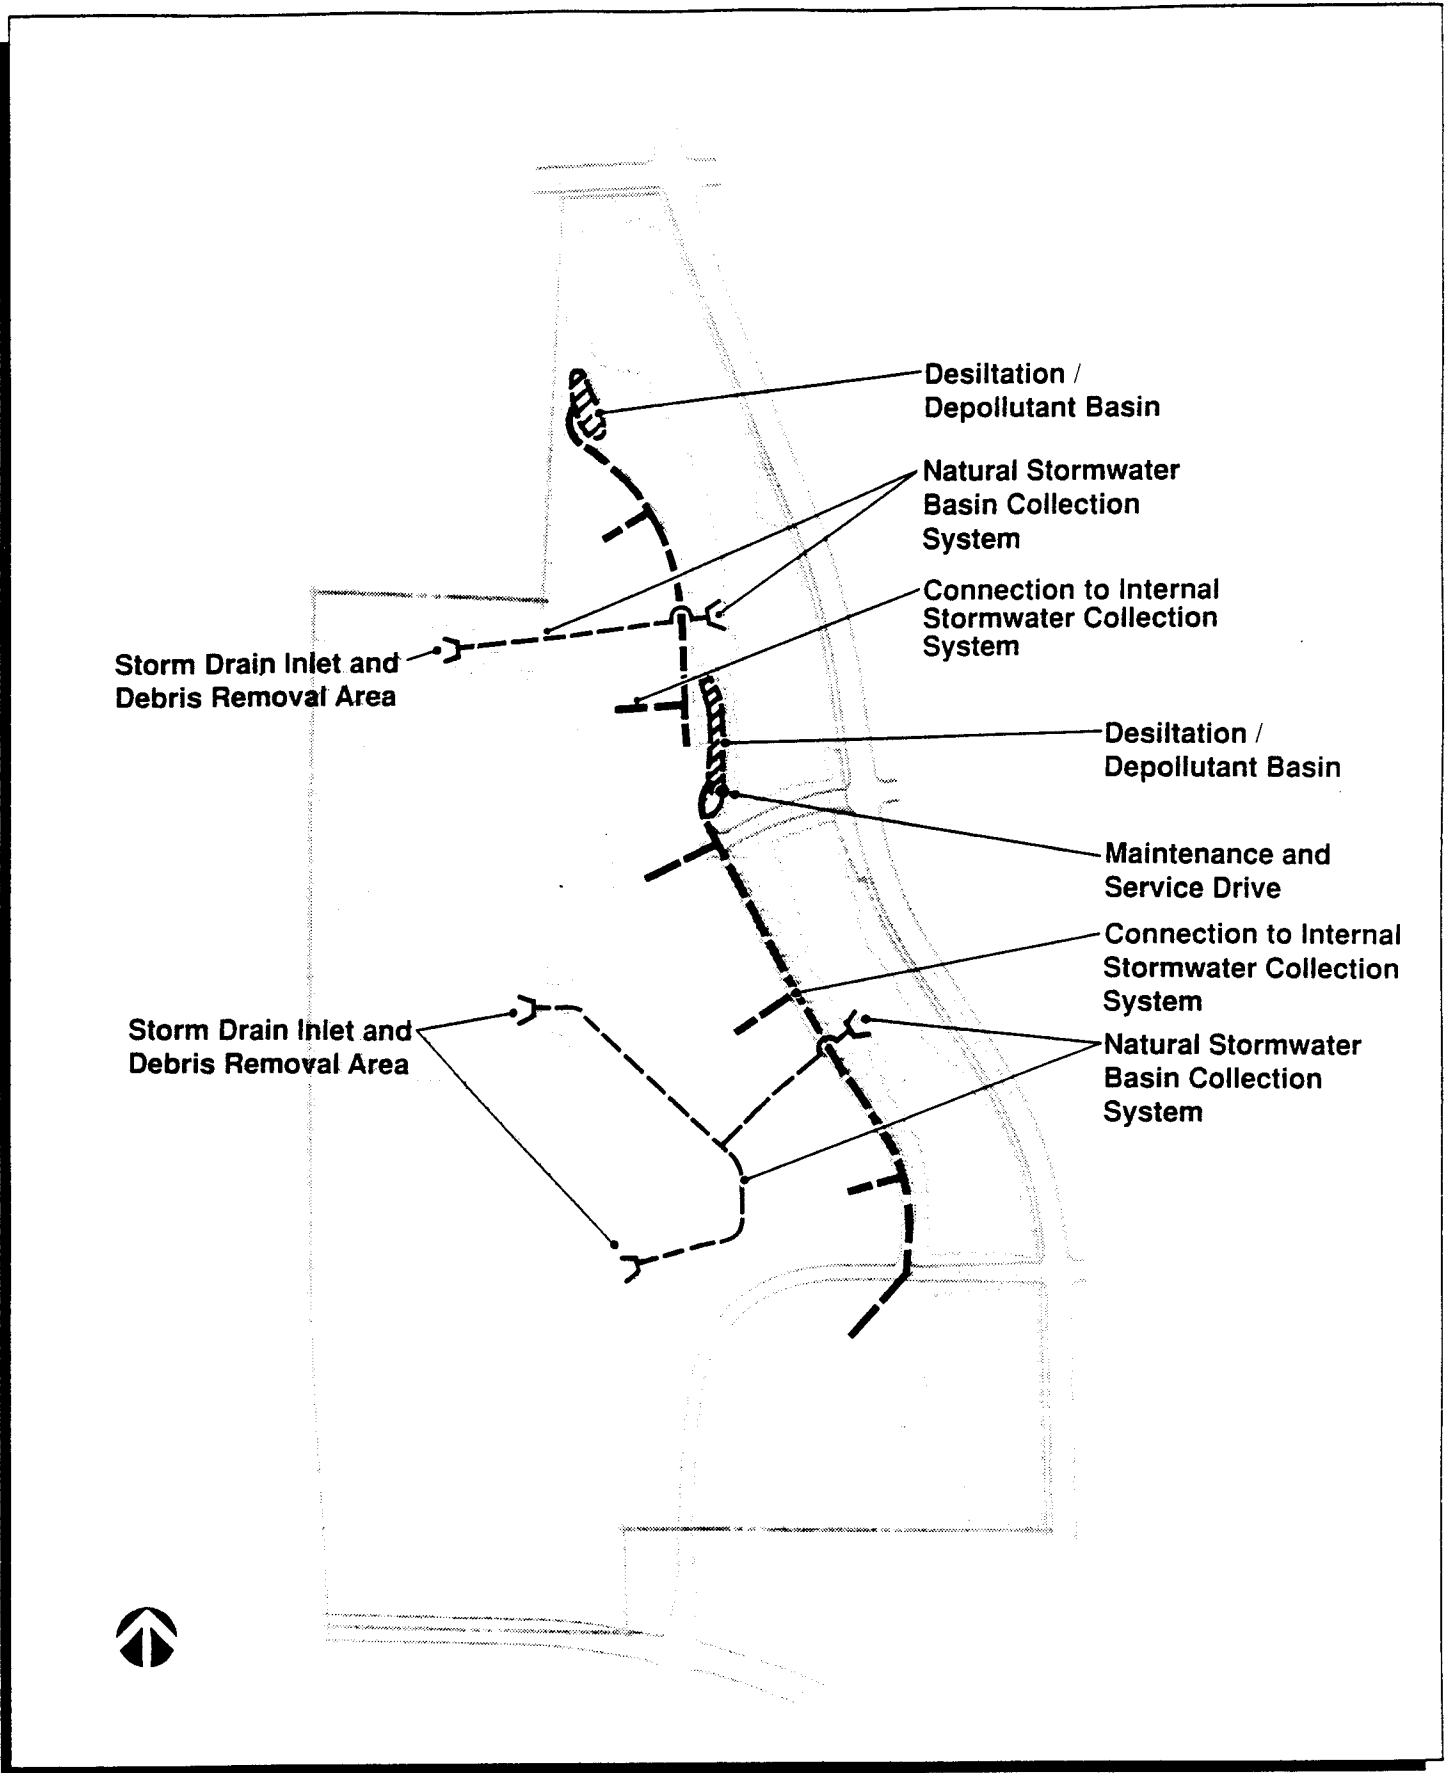 Desiltation /
Depollutant Basin
Natural Stormwater
Basin Collection
System
Connection to Internal
Stormwater Collection
System
Storm Drain Inlet and
Debris Removal Area
Desiltation /
Depollutant Basin
Maintenance and
Service Drive
Connection to Internal
Stormwater Collection
System
Storm Drain Inlet and
Debris Removal Area
Natural Stormwater
Basin Collection
System